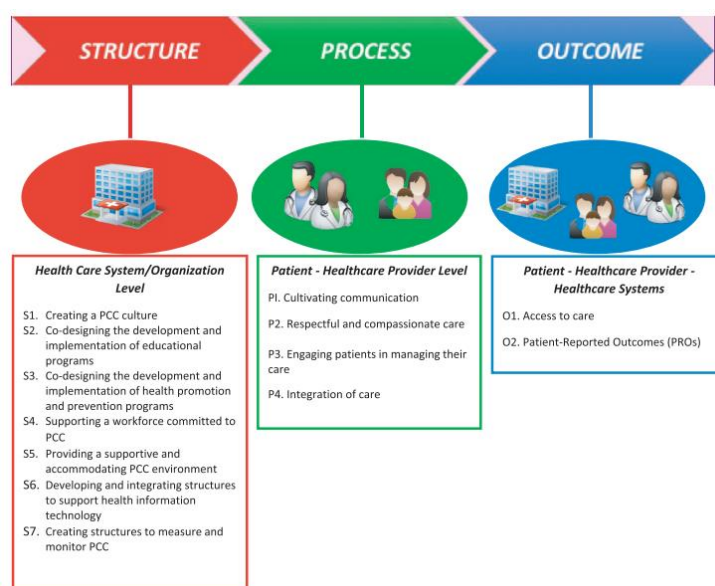 STRUCTURE
PROCESS
OUTCOME
Health Care System/Organization
Level
S1. Creating a PCC culture
S2. Co-designing the development and
implementation of educational
programs
S3. Co-designing the development and
implementation of health promotion
and prevention programs
S4. Supporting a workforce committed to
PCC
S5. Providing a supportive and
accommodating PCC environment
S6. Developing and integrating structures
to support health information
technology
S7. Creating structures to measure and
monitor PCC
Patient - Healthcare Provider Level
PI. Cultivating communication
P2. Respectful and compassionate care
P3. Engaging patients in managing their
care
P4. Integration of care
Patient - Healthcare Provider -
Healthcare Systems
O1. Access to care
O2. Patient-Reported Outcomes (PROs)